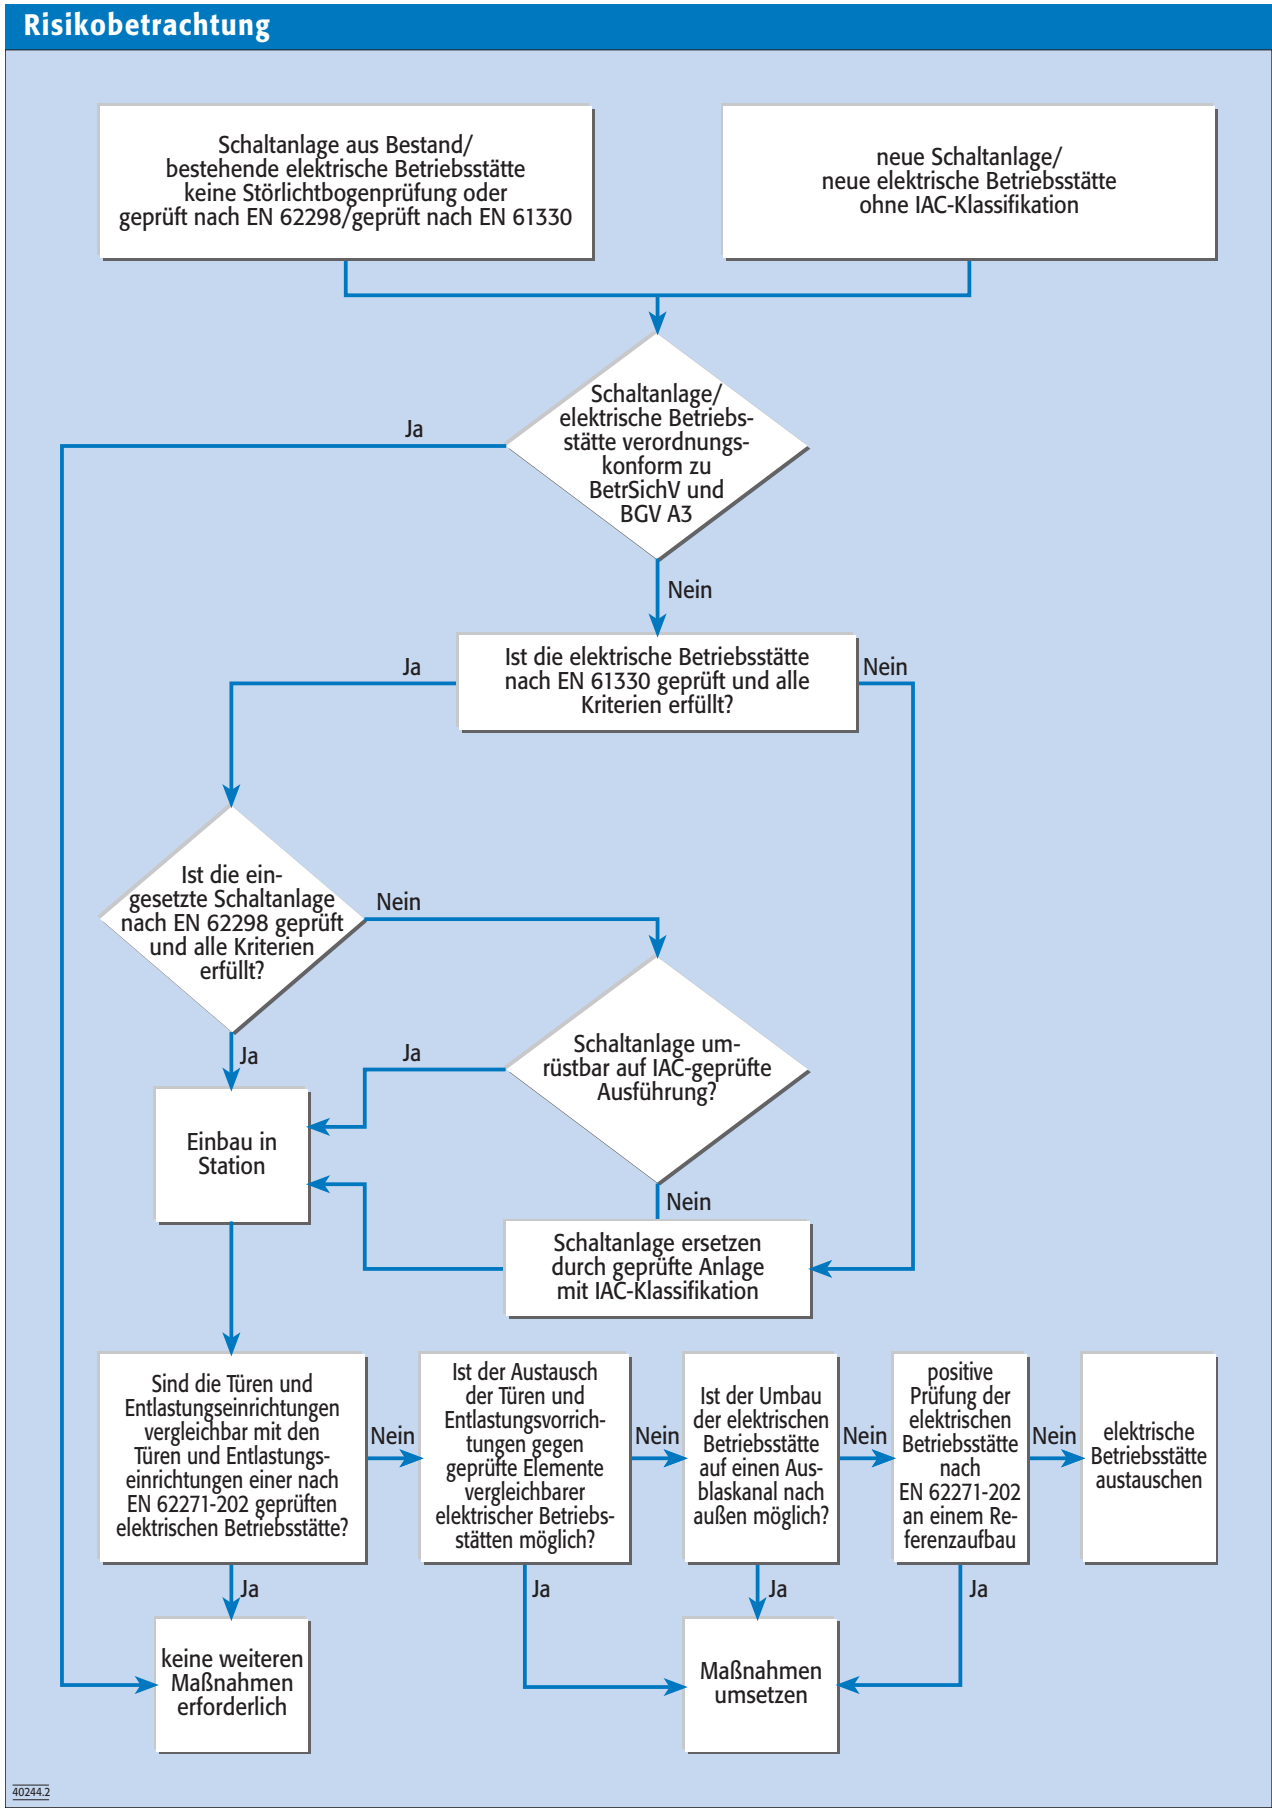 Risikobetrachtung
Schaltanlage aus Bestand/
bestehende elektrische Betriebsstätte
keine Störlichtbogenprüfung oder
geprüft nach EN 62298/geprüft nach EN 61330
neue Schaltanlage/
neue elektrische Betriebsstätte
ohne IAC-Klassifikation
Schaltanlage/
elektrische Betriebs-
stätte verordnungs-
konform zu
BetrSichV und
BGV A3
Ja
Nein
Ist die elektrische Betriebsstätte
nach EN 61330 geprüft und alle
Kriterien erfüllt?
Ja
Nein
Ist die ein-
gesetzte Schaltanlage
nach EN 62298 geprüft
und alle Kriterien
erfüllt?
Nein
Ja
Schaltanlage um-
rüstbar auf IAC-geprüfte
Ausführung?
Ja
Nein
Einbau in
Station
Schaltanlage ersetzen
durch geprüfte Anlage
mit IAC-Klassifikation
Sind die Türen und
Entlastungseinrichtungen
vergleichbar mit den
Türen und Entlastungs-
einrichtungen einer nach
EN 62271-202 geprüften
elektrischen Betriebsstätte?
Nein
Ist der Austausch
der Türen und
Entlastungsvorrich-
tungen gegen
geprüfte Elemente
vergleichbarer
elektrischer Betriebs-
stätten möglich?
Nein
Ist der Umbau
der elektrischen
Betriebsstätte
auf einen Aus-
blaskanal nach
außen möglich?
Nein
positive
Prüfung der
elektrischen
Betriebsstätte
nach
EN 62271-202
an einem Re-
ferenzaufbau
Nein
elektrische
Betriebsstätte
austauschen
Ja
Ja
Ja
Ja
keine weiteren
Maßnahmen
erforderlich
Maßnahmen
umsetzen
40244.2